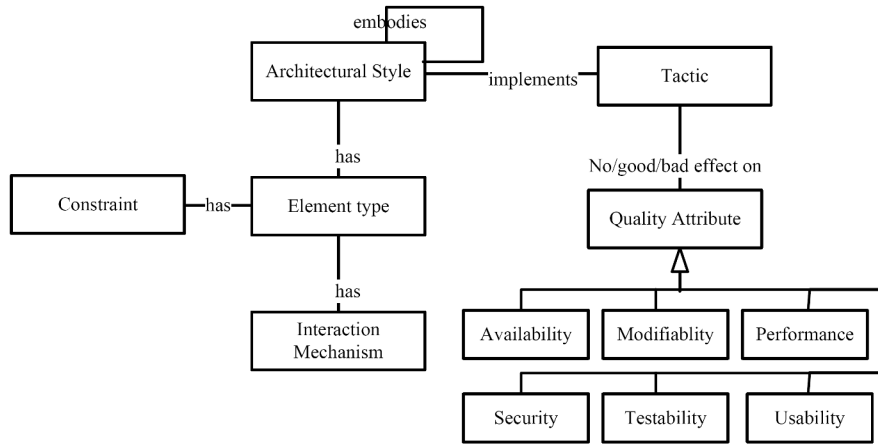 embodies
Architectural Style
implements
Tactic
has
No/good/bad effect on
Constraint
has
Element type
Quality Attribute
has
Interaction
Mechanism
Availability
Modifiablity
Performance
Security
Testability
Usability